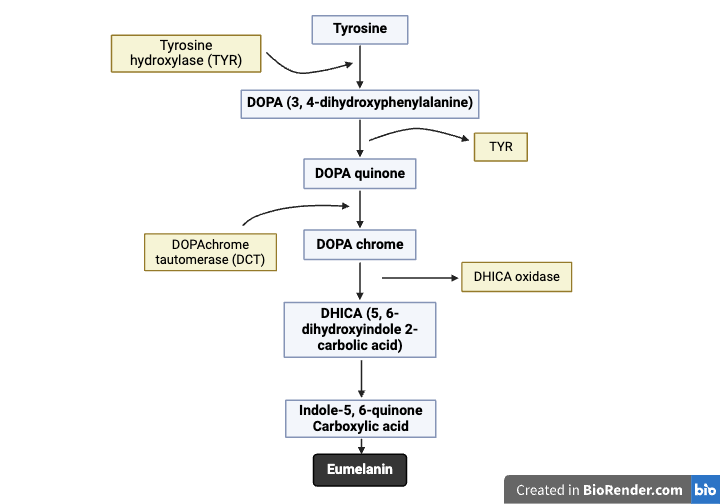 Tyrosine
Tyrosine
hydroxylase (TYR)
DOPA (3, 4-dihydroxyphenylalanine)
TYR
DOPA quinone
DOPAchrome
tautomerase (DCT)
DOPA chrome
DHICA oxidase
DHICA (5, 6-
dihydroxyindole 2-
carbolic acid)
Indole-5, 6-quinone
Carboxylic acid
Eumelanin
Created in BioRender.com bio